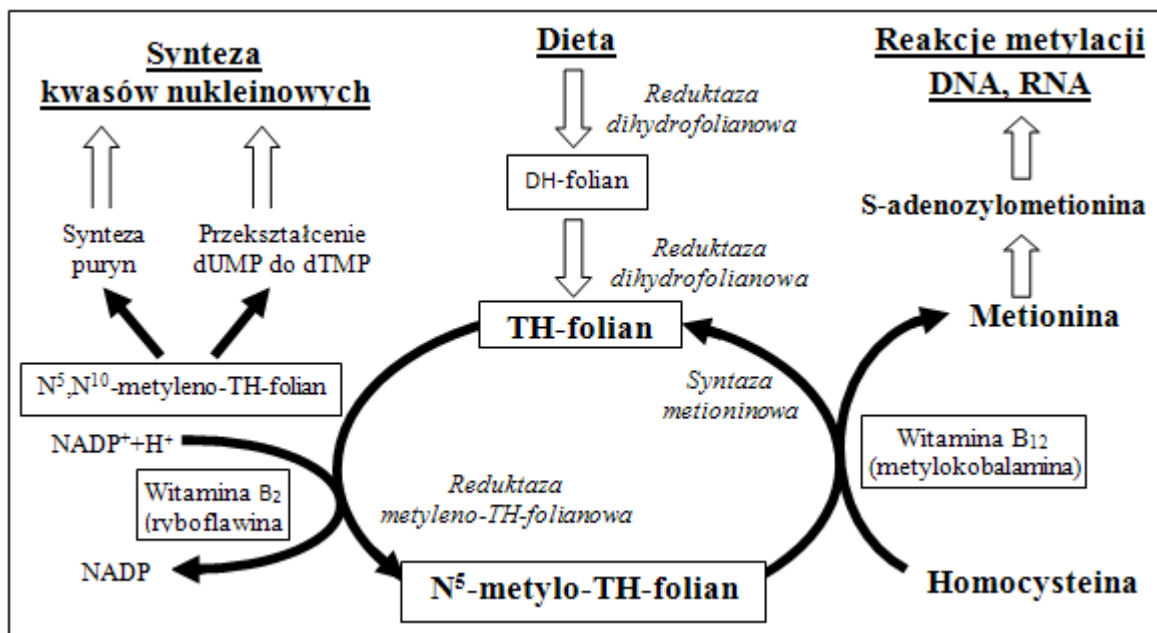 Synteza
kwasów nukleinowych
Dieta
Reakcje metylacji
DNA, RNA
Reduktaza
dihydrofolianowa
DH-folian
Reduktaza
dihydrofolianowa
S-adenozylometionina
Synteza
puryn
Przekształcenie
dUMP do dTMP
TH-folian
Metionina
N⁵,N¹⁰-metyleno-TH-folian
Syntaza
metioninowa
NADP⁺+H⁺
Witamina B₁₂
(metylokobalamina)
Witamina B₂
(ryboflawina
Reduktaza
metyleno-TH-folianowa
NADP
N⁵-metylo-TH-folian
Homocysteina